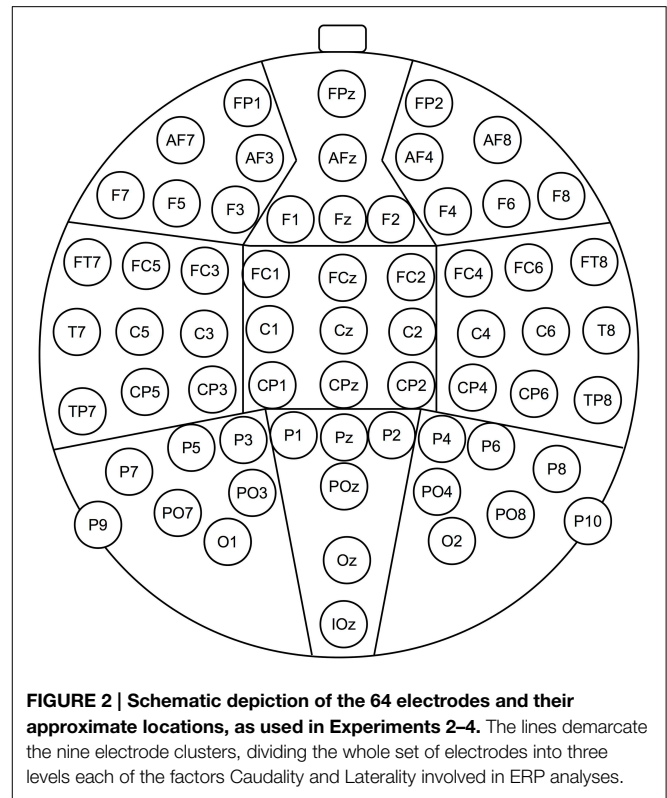 FPz
FP1 FP2
AF7 AF8
AF3 AFz AF4
F7 F5 F3 F1 Fz F2 F4 F6 F8
FT7 FC5 FC3 FC1 FCz FC2 FC4 FC6 FT8
T7 C5 C3 C1 Cz C2 C4 C6 T8
TP7 CP5 CP3 CP1 CPz CP2 CP4 CP6 TP8
P7 P5 P3 P1 Pz P2 P4 P6 P8
P9 PO7 PO3 POz PO4 PO8 P10
O1 Oz O2
IOz
FIGURE 2 | Schematic depiction of the 64 electrodes and their
approximate locations, as used in Experiments 2–4. The lines demarcate
the nine electrode clusters, dividing the whole set of electrodes into three
levels each of the factors Caudality and Laterality involved in ERP analyses.